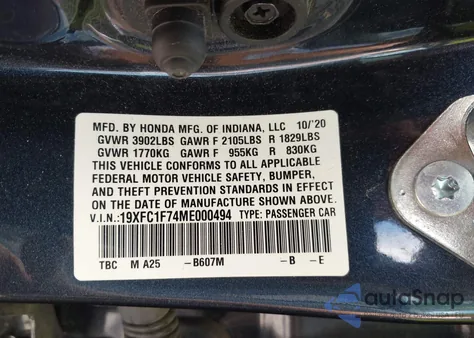 MFD. BY HONDA MFG. OF INDIANA, LLC 10/'20
GVWR 3902LBS GAWR F 2105LBS R 1829LBS
GVWR 1770KG GAWR F 955KG R 830KG
THIS VEHICLE CONFORMS TO ALL APPLICABLE
FEDERAL MOTOR VEHICLE SAFETY, BUMPER,
AND THEFT PREVENTION STANDARDS IN EFFECT
ON THE DATE OF MANUFACTURE SHOWN ABOVE.
V.I.N.:19XFC1F74ME000494 TYPE: PASSENGER CAR
TBC M A25 -B607M -B -E
autoSnap